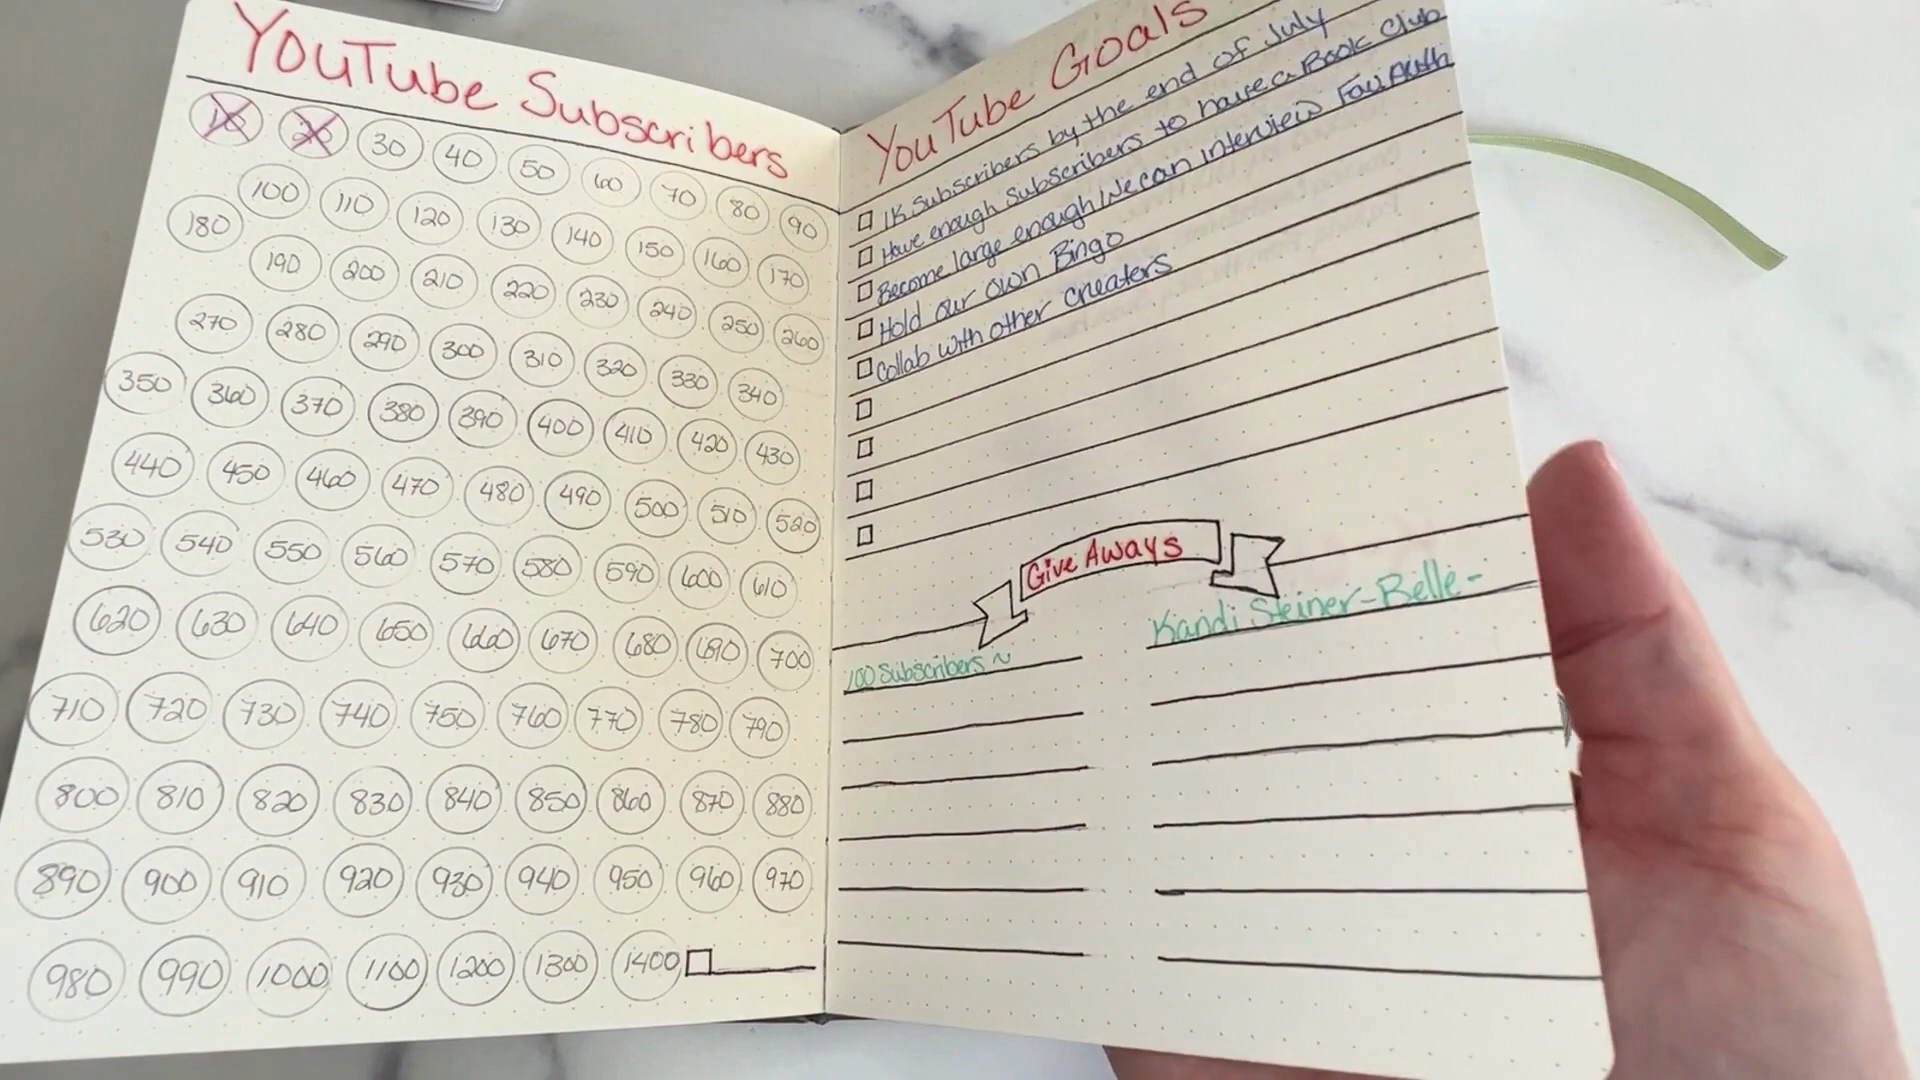 YouTube Subscribers
10 20 30 40 50 60 70 80 90
100 110 120 130 140 150 160 170
180 190 200 210 220 230 240 250 260
270 280 290 300 310 320 330 340
350 360 370 380 390 400 410 420 430
440 450 460 470 480 490 500 510 520
530 540 550 560 570 580 590 600 610
620 630 640 650 660 670 680 690 700
710 720 730 740 750 760 770 780 790
800 810 820 830 840 850 860 870 880
890 900 910 920 930 940 950 960 970
980 990 1000 1100 1200 1300 1400
YouTube Goals
1K Subscribers by the end of July
Have enough Subscribers to have a Book Club
Become large enough We can interview Fav Auth
Hold our own Bingo
Collab with other creaters
Give Aways
100 Subscribers ~
Kandi Steiner-Belle-